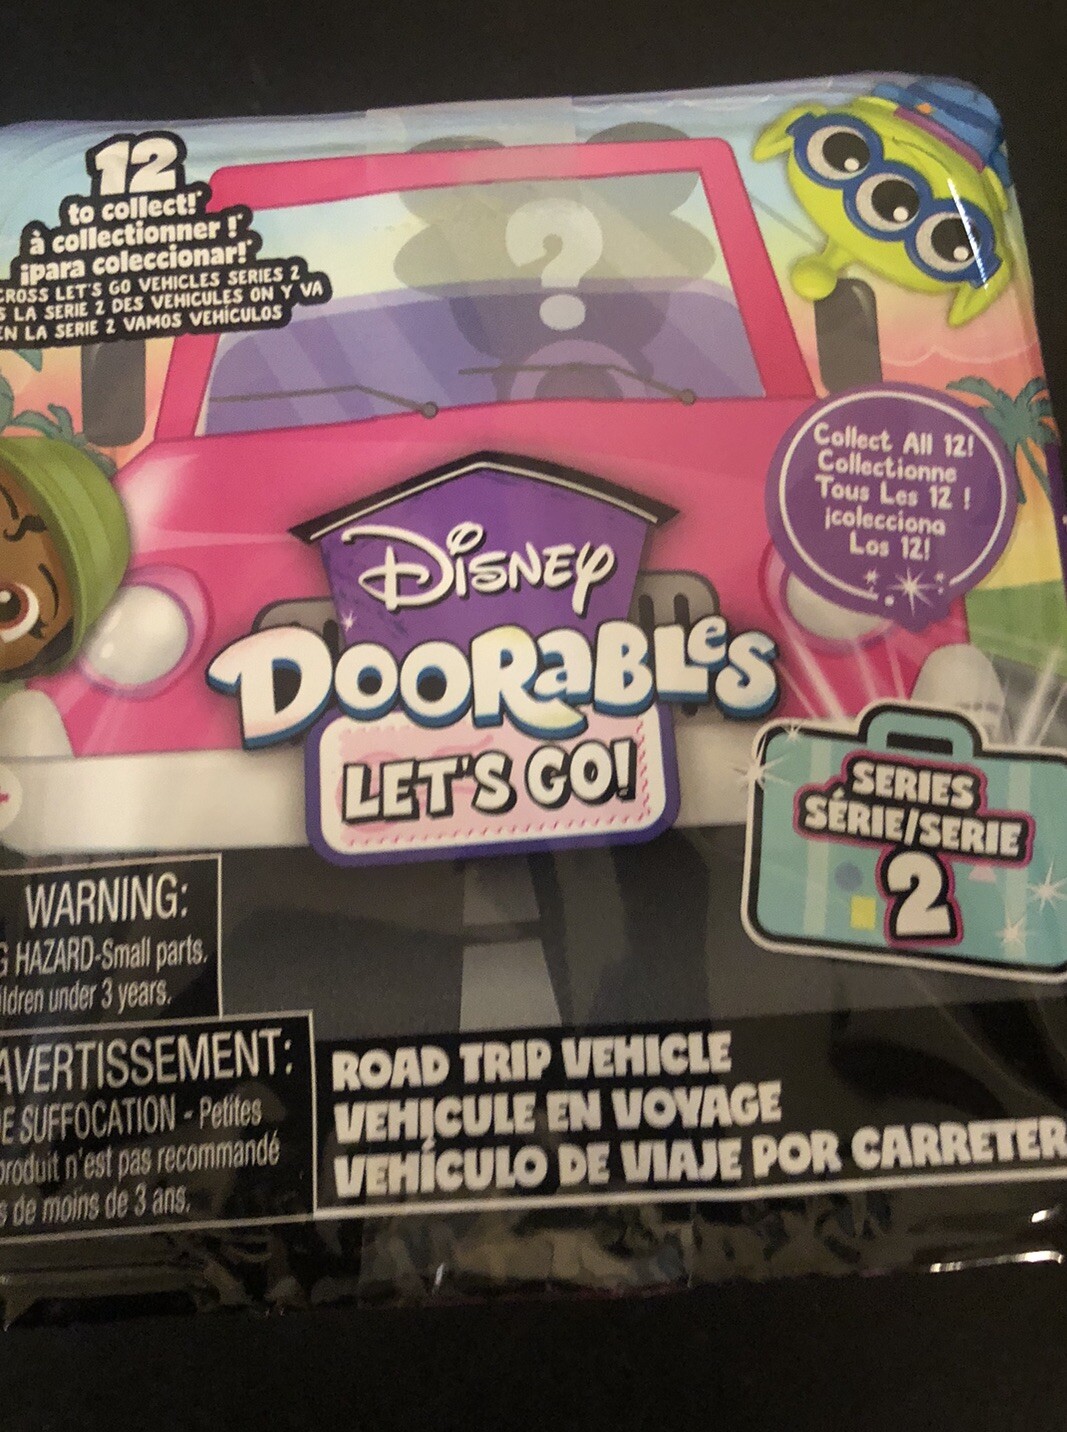 12
to collect!*
à collectionner !*
¡para coleccionar!*
LET'S GO VEHICLES SERIES 2
LA SERIE 2 DES VEHICULES ON Y VA
EN LA SERIE 2 VAMOS VEHÍCULOS
?
Collect All 12!
Collectionne
Tous Les 12 !
¡colecciona
Los 12!
DISNEY
DOORABLES
LET'S GO!
SERIES
SÉRIE/SERIE
2
WARNING:
HAZARD-Small parts.
under 3 years.
AVERTISSEMENT:
SUFFOCATION - Petites
produit n'est pas recommandé
de moins de 3 ans.
ROAD TRIP VEHICLE
VEHICULE EN VOYAGE
VEHÍCULO DE VIAJE POR CARRETER